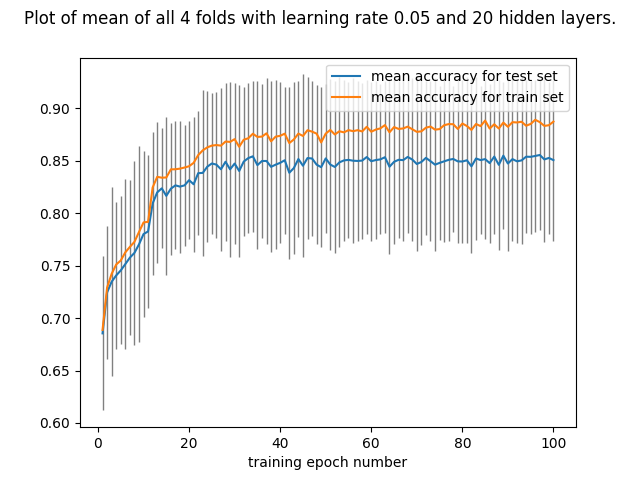 Plot of mean of all 4 folds with learning rate 0.05 and 20 hidden layers.
mean accuracy for test set
mean accuracy for train set
0.90
0.85
0.80
0.75
0.70
0.65
0.60
0 20 40 60 80 100
training epoch number